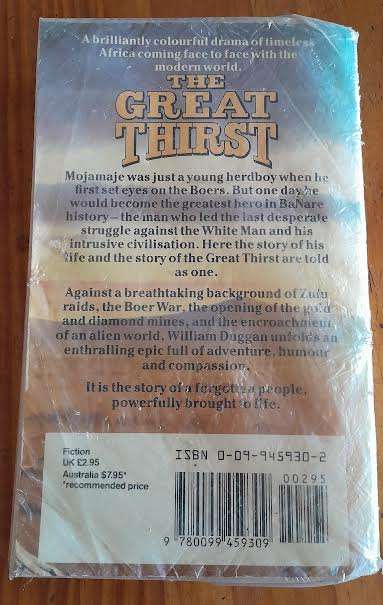 A brilliantly colourful drama of timeless
Africa coming face to face with the
modern world.
THE
GREAT
THIRST
Mojamaje was just a young herdboy when he
first set eyes on the Boers. But one day he
would become the greatest hero in BaNare
history – the man who led the last desperate
struggle against the White Man and his
intrusive civilisation. Here the story of his
life and the story of the Great Thirst are told
as one.
Against a breathtaking background of Zulu
raids, the Boer War, the opening of the gold
and diamond mines, and the encroachment
of an alien world, William Duggan unfolds an
enthralling epic full of adventure, humour
and compassion.
It is the story of a forgotten people,
powerfully brought to life.
Fiction
UK £2.95
Australia $7.95*
*recommended price
ISBN 0-09-945930-2
00295
9 780099 459309